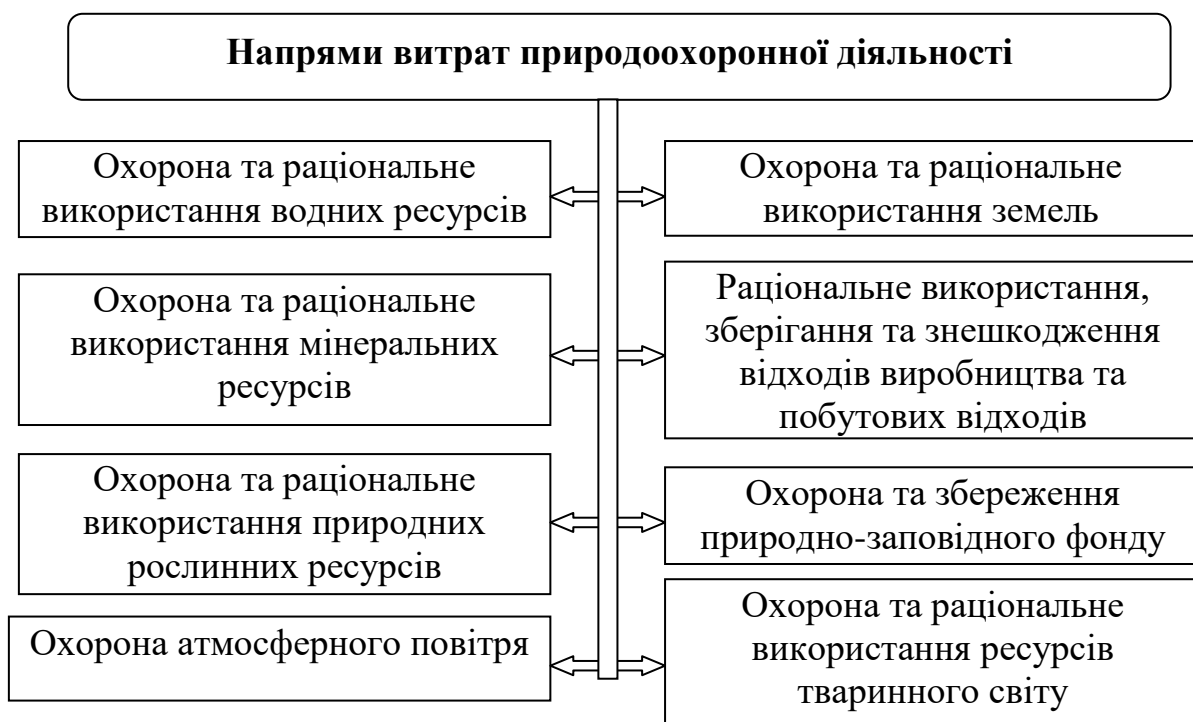 Напрями витрат природоохоронної діяльності
Охорона та раціональне
використання водних ресурсів
Охорона та раціональне
використання земель
Охорона та раціональне
використання мінеральних
ресурсів
Раціональне використання,
зберігання та знешкодження
відходів виробництва та
побутових відходів
Охорона та раціональне
використання природних
рослинних ресурсів
Охорона та збереження
природно-заповідного фонду
Охорона атмосферного повітря
Охорона та раціональне
використання ресурсів
тваринного світу